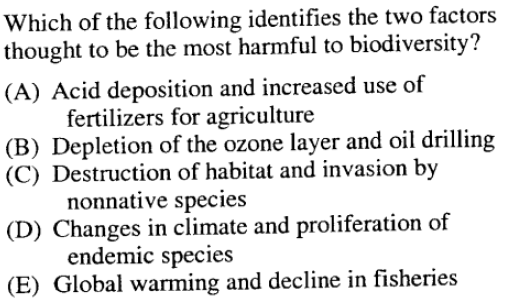 Which of the following identifies the two factors
thought to be the most harmful to biodiversity?
(A) Acid deposition and increased use of
fertilizers for agriculture
(B) Depletion of the ozone layer and oil drilling
(C) Destruction of habitat and invasion by
nonnative species
(D) Changes in climate and proliferation of
endemic species
(E) Global warming and decline in fisheries